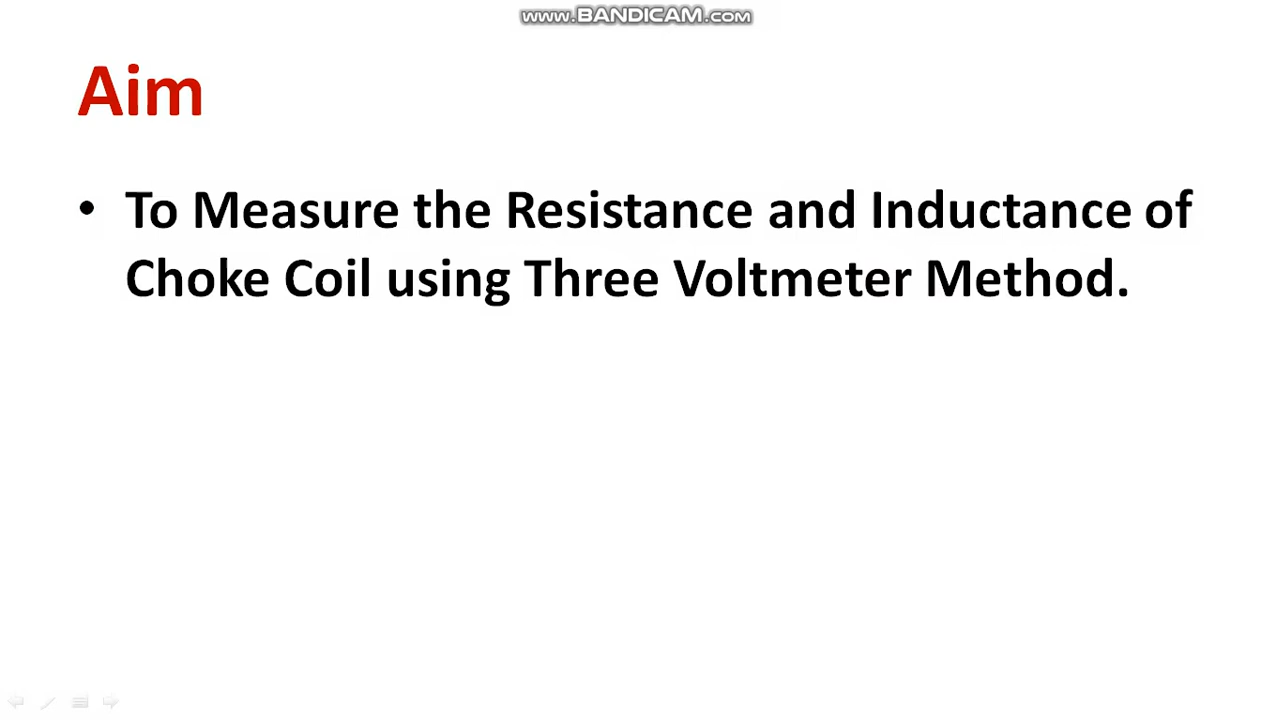 www.BANDICAM.com
Aim
• To Measure the Resistance and Inductance of
Choke Coil using Three Voltmeter Method.